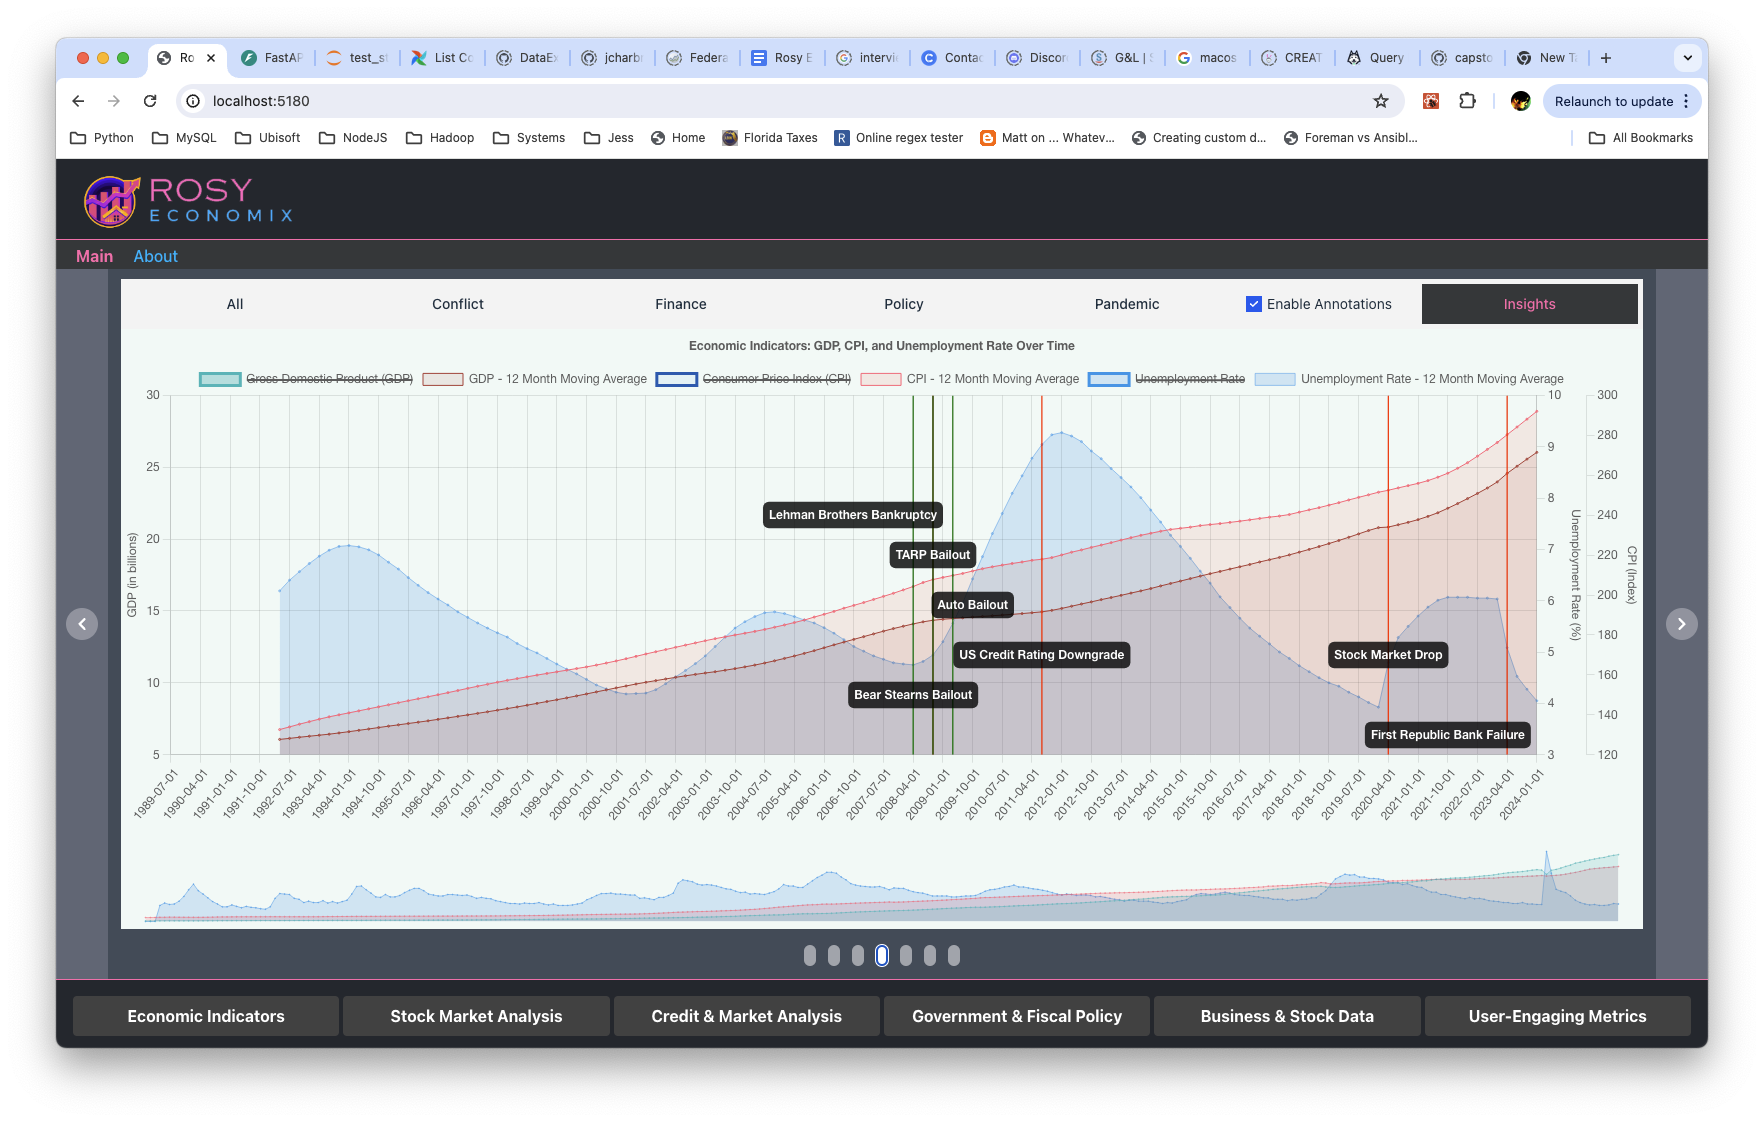 Ro
FastAP
test_st
List Co
DataEx
jcharbr
Federa
Rosy E
intervie
Contac
Discor
G&L | S
macos
CREAT
Query
capsto
New Ta
localhost:5180
Relaunch to update
Python
MySQL
Ubisoft
NodeJS
Hadoop
Systems
Jess
Home
Florida Taxes
R
Online regex tester
Matt on ... Whatev...
Creating custom d...
Foreman vs Ansibl...
All Bookmarks
ROSY
ECONOMIX
Main
About
All
Conflict
Finance
Policy
Pandemic
Enable Annotations
Insights
Economic Indicators: GDP, CPI, and Unemployment Rate Over Time
Gross Domestic Product (GDP)
GDP - 12 Month Moving Average
Consumer Price Index (CPI)
CPI - 12 Month Moving Average
Unemployment Rate
Unemployment Rate - 12 Month Moving Average
GDP (in billions)
30
25
20
15
10
5
Lehman Brothers Bankruptcy
TARP Bailout
Auto Bailout
US Credit Rating Downgrade
Bear Stearns Bailout
Stock Market Drop
First Republic Bank Failure
10
9
8
7
6
5
4
3
Unemployment Rate (%)
300
280
260
240
220
200
180
160
140
120
CPI (Index)
1989-07-01
1990-04-01
1991-01-01
1991-10-01
1992-07-01
1993-04-01
1994-01-01
1994-10-01
1995-07-01
1996-04-01
1997-01-01
1997-10-01
1998-07-01
1999-04-01
2000-01-01
2000-10-01
2001-07-01
2002-04-01
2003-01-01
2003-10-01
2004-07-01
2005-04-01
2006-01-01
2006-10-01
2007-07-01
2008-04-01
2009-01-01
2009-10-01
2010-07-01
2011-04-01
2012-01-01
2012-10-01
2013-07-01
2014-04-01
2015-01-01
2015-10-01
2016-07-01
2017-04-01
2018-01-01
2018-10-01
2019-07-01
2020-04-01
2021-01-01
2021-10-01
2022-07-01
2023-04-01
2024-01-01
Economic Indicators
Stock Market Analysis
Credit & Market Analysis
Government & Fiscal Policy
Business & Stock Data
User-Engaging Metrics